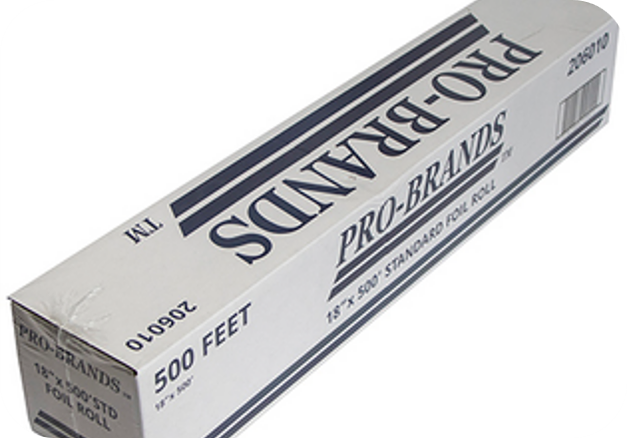 PRO-BRANDS
TM
206010
206010
PRO-BRANDS
TM
18"x 500' STANDARD FOIL ROLL
500 FEET
18"x 500'
PRO-BRANDS TM
18"x 500'STD
FOIL ROLL